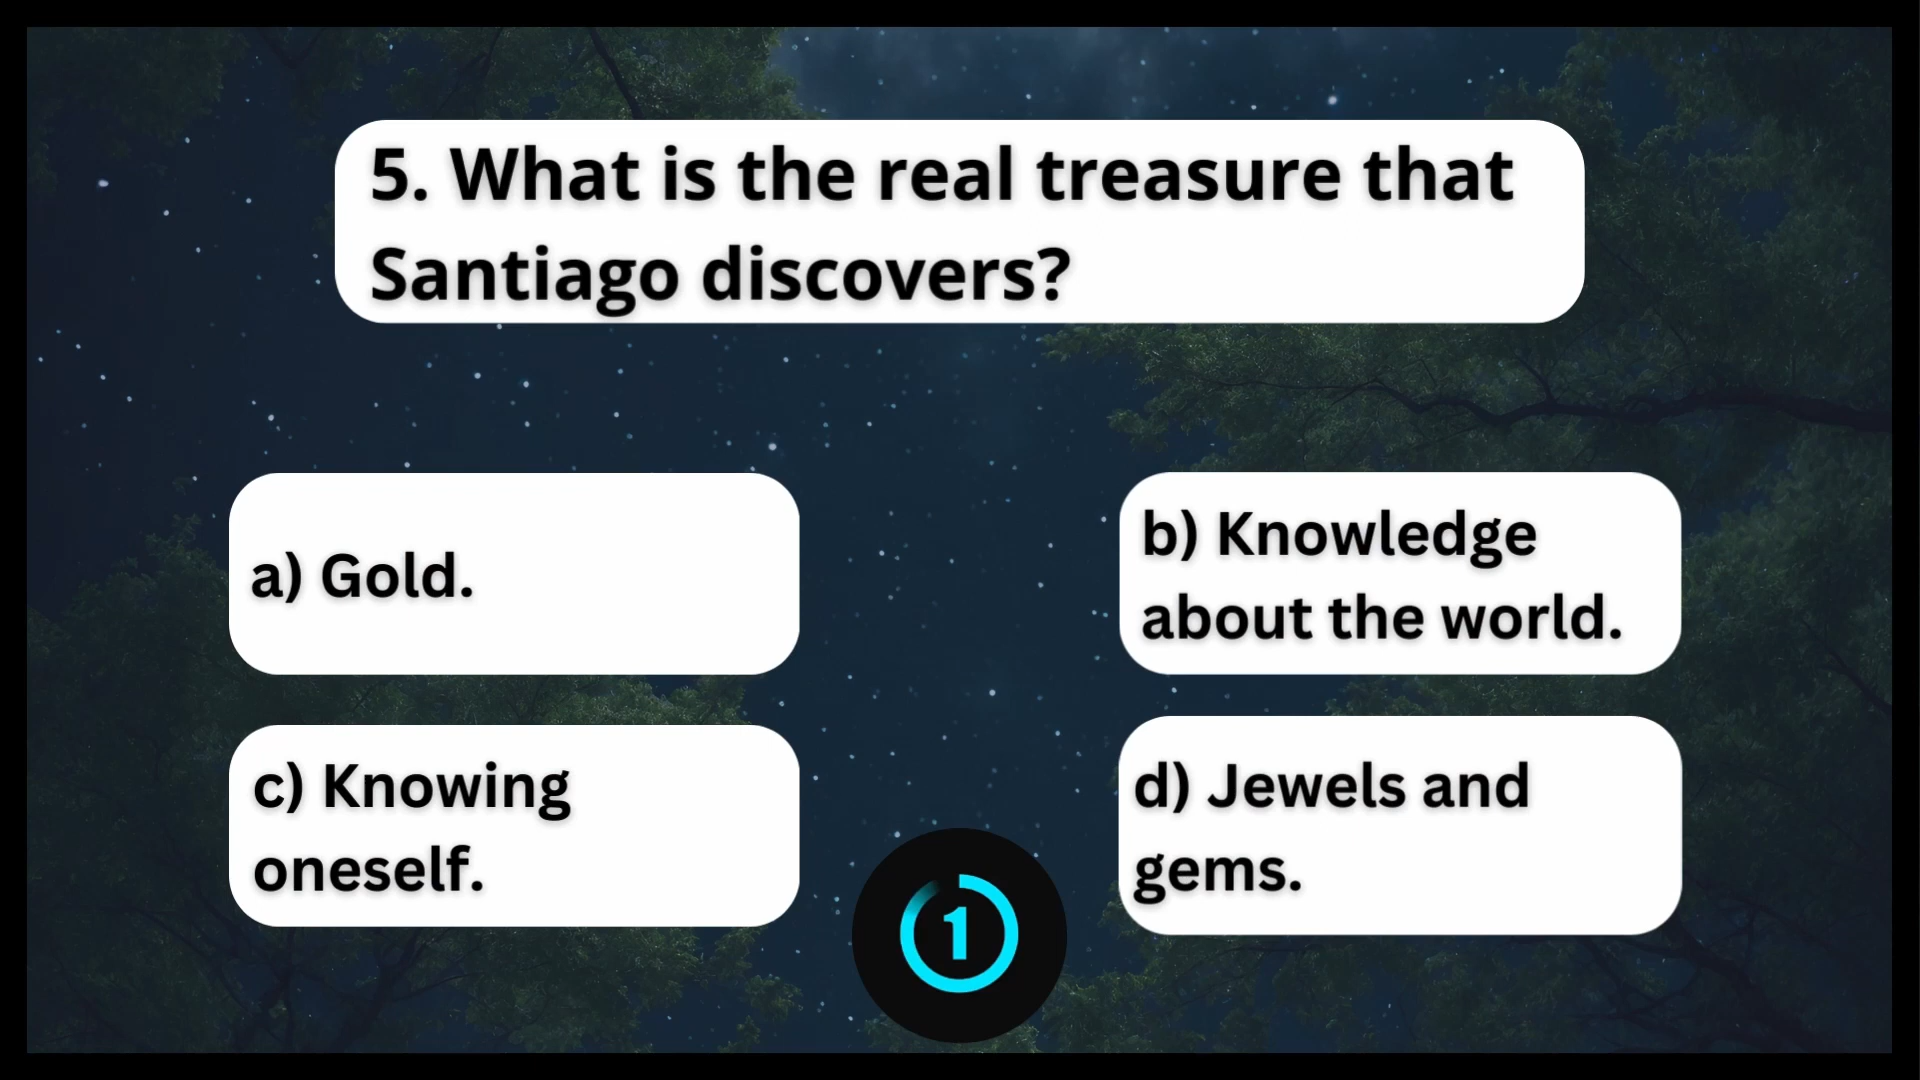 5. What is the real treasure that
Santiago discovers?
a) Gold.
b) Knowledge
about the world.
c) Knowing
oneself.
d) Jewels and
gems.
1